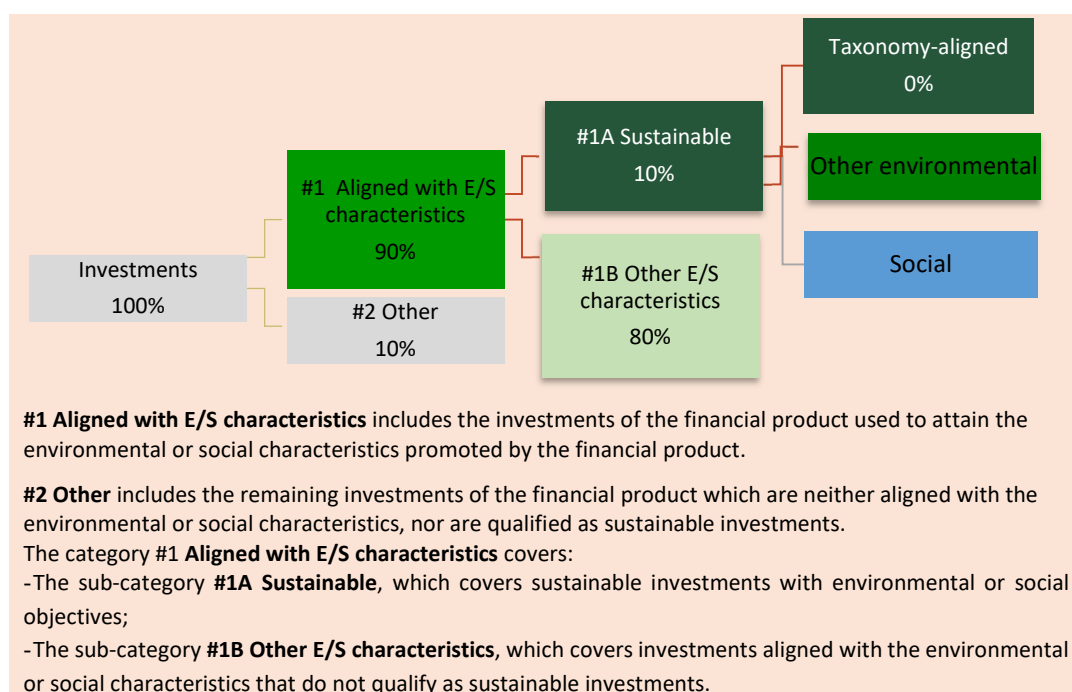 Taxonomy-aligned
0%
#1A Sustainable
10%
Other environmental
#1 Aligned with E/S
characteristics
90%
Social
Investments
100%
#1B Other E/S
characteristics
80%
#2 Other
10%
#1 Aligned with E/S characteristics includes the investments of the financial product used to attain the
environmental or social characteristics promoted by the financial product.
#2 Other includes the remaining investments of the financial product which are neither aligned with the
environmental or social characteristics, nor are qualified as sustainable investments.
The category #1 Aligned with E/S characteristics covers:
-The sub-category #1A Sustainable, which covers sustainable investments with environmental or social
objectives;
-The sub-category #1B Other E/S characteristics, which covers investments aligned with the environmental
or social characteristics that do not qualify as sustainable investments.